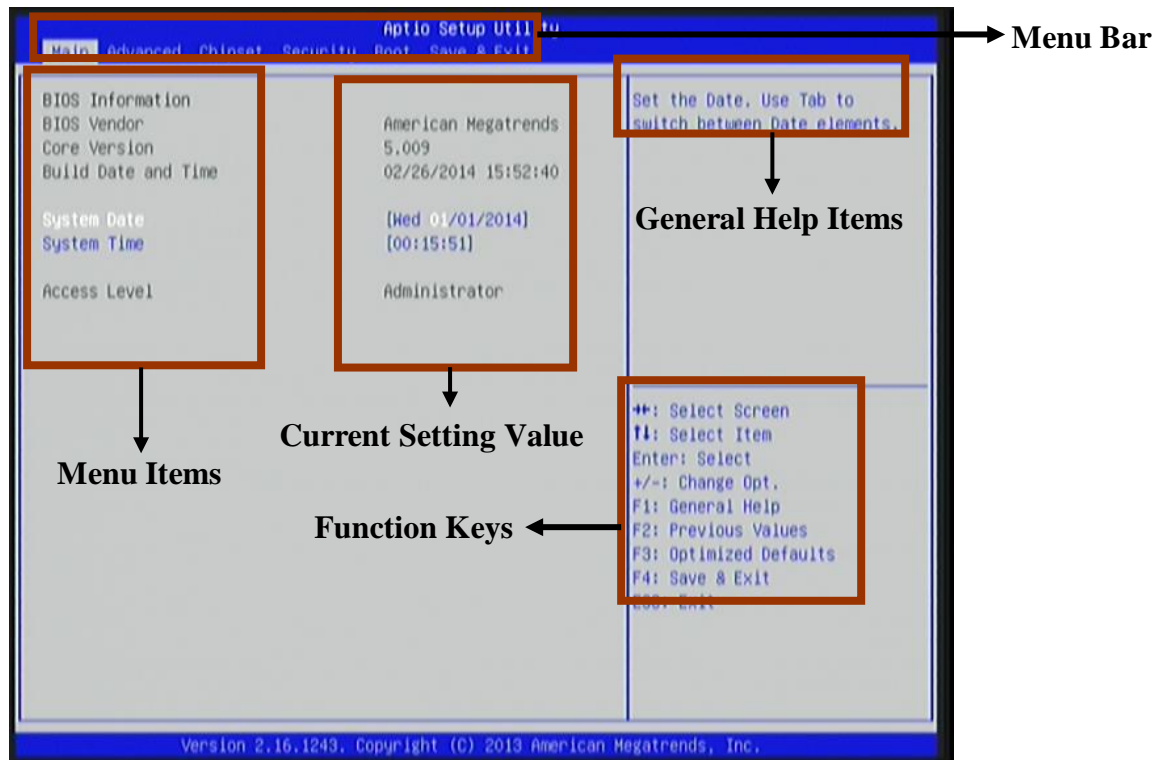 Aptio Setup Utility
Main Advanced Chipset Security Boot Save & Exit
Menu Bar
BIOS Information
BIOS Vendor American Megatrends
Core Version 5.009
Build Date and Time 02/26/2014 15:52:40
System Date [Wed 01/01/2014]
System Time [00:15:51]
Access Level Administrator
Set the Date. Use Tab to
switch between Date elements.
General Help Items
Menu Items
Current Setting Value
Function Keys
→←: Select Screen
↑↓: Select Item
Enter: Select
+/-: Change Opt.
F1: General Help
F2: Previous Values
F3: Optimized Defaults
F4: Save & Exit
ESC: Exit
Version 2.16.1243. Copyright (C) 2013 American Megatrends, Inc.